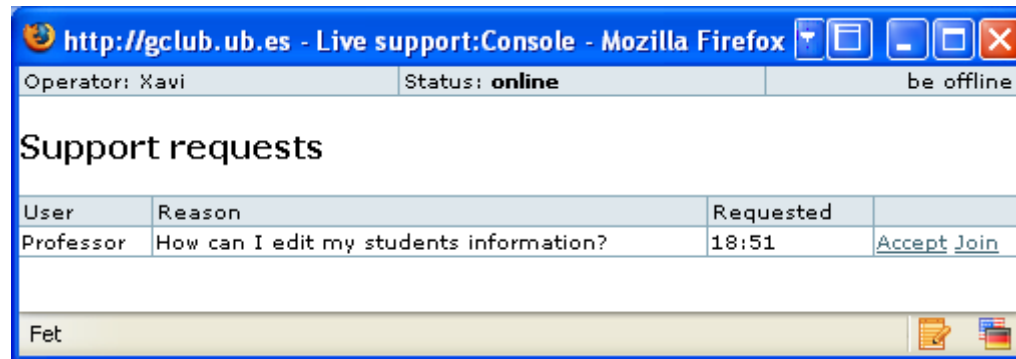 http://gclub.ub.es - Live support:Console - Mozilla Firefox
Operator: Xavi Status: online be offline
Support requests
User Reason Requested
Professor How can I edit my students information? 18:51 Accept Join
Fet